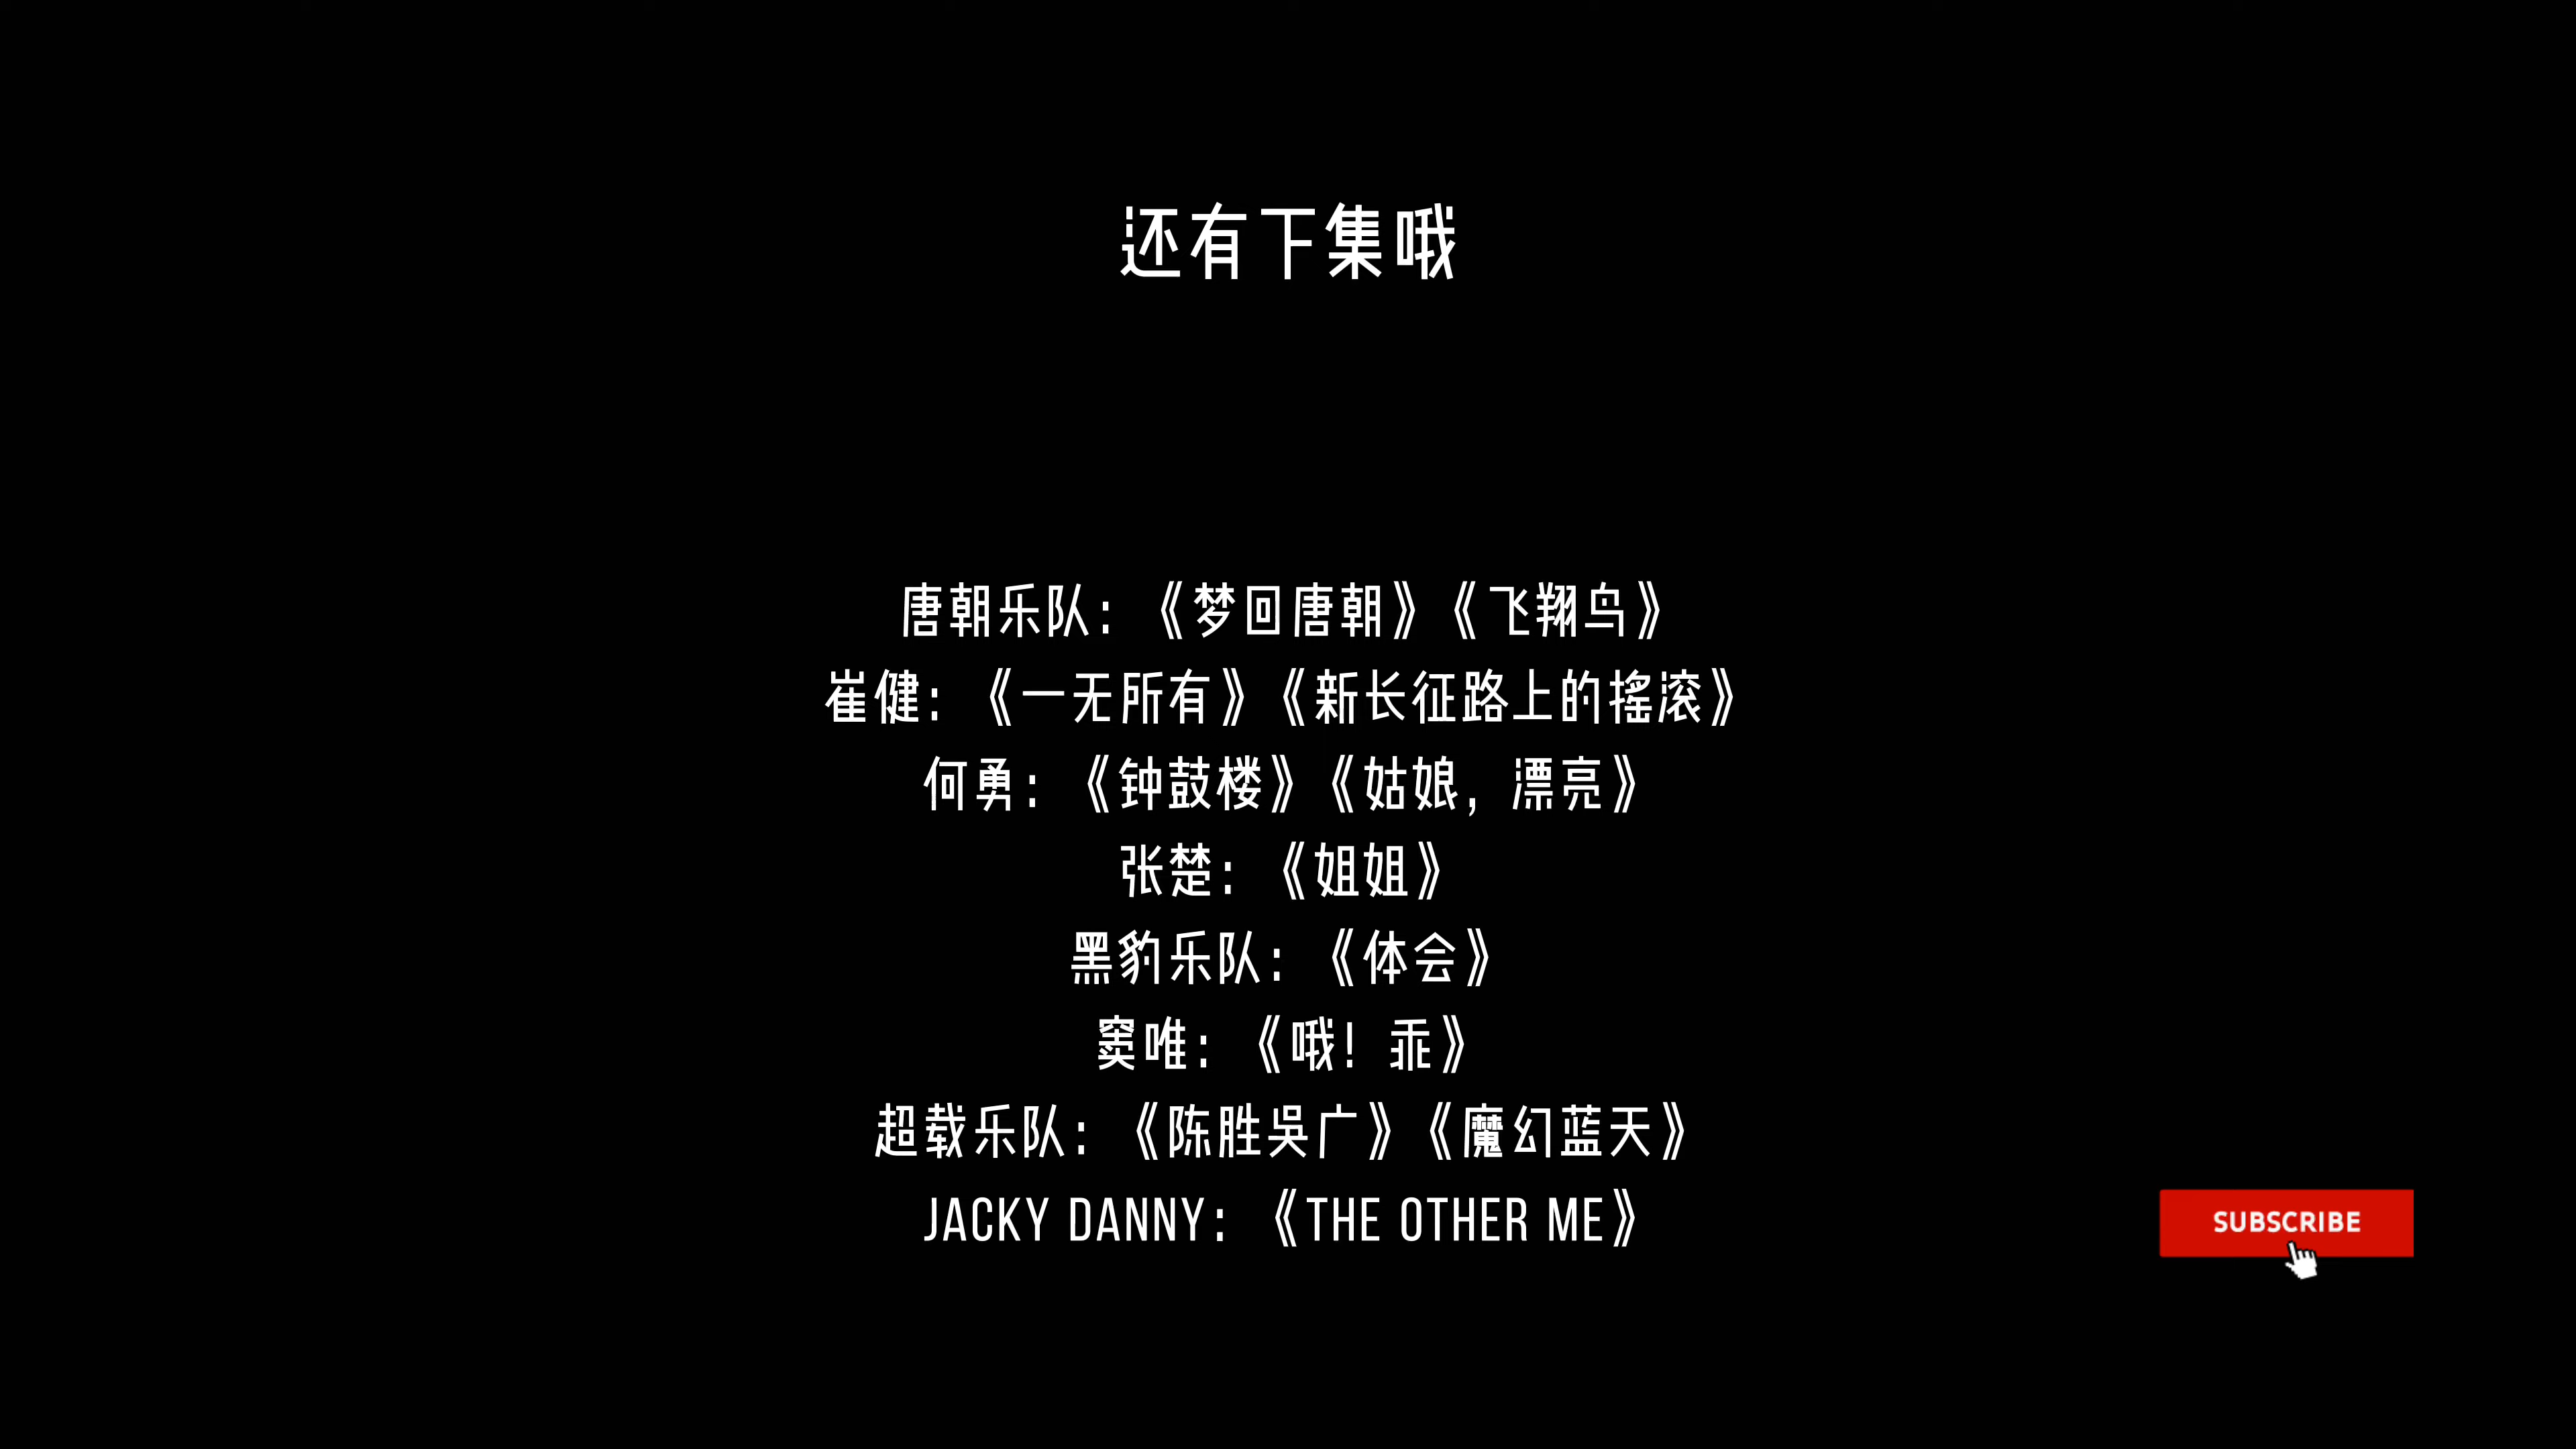 还有下集哦
唐朝乐队：《梦回唐朝》《飞翔鸟》
崔健：《一无所有》《新长征路上的摇滚》
何勇：《钟鼓楼》《姑娘，漂亮》
张楚：《姐姐》
黑豹乐队：《体会》
窦唯：《哦！乖》
超载乐队：《陈胜吴广》《魔幻蓝天》
JACKY DANNY：《THE OTHER ME》
SUBSCRIBE